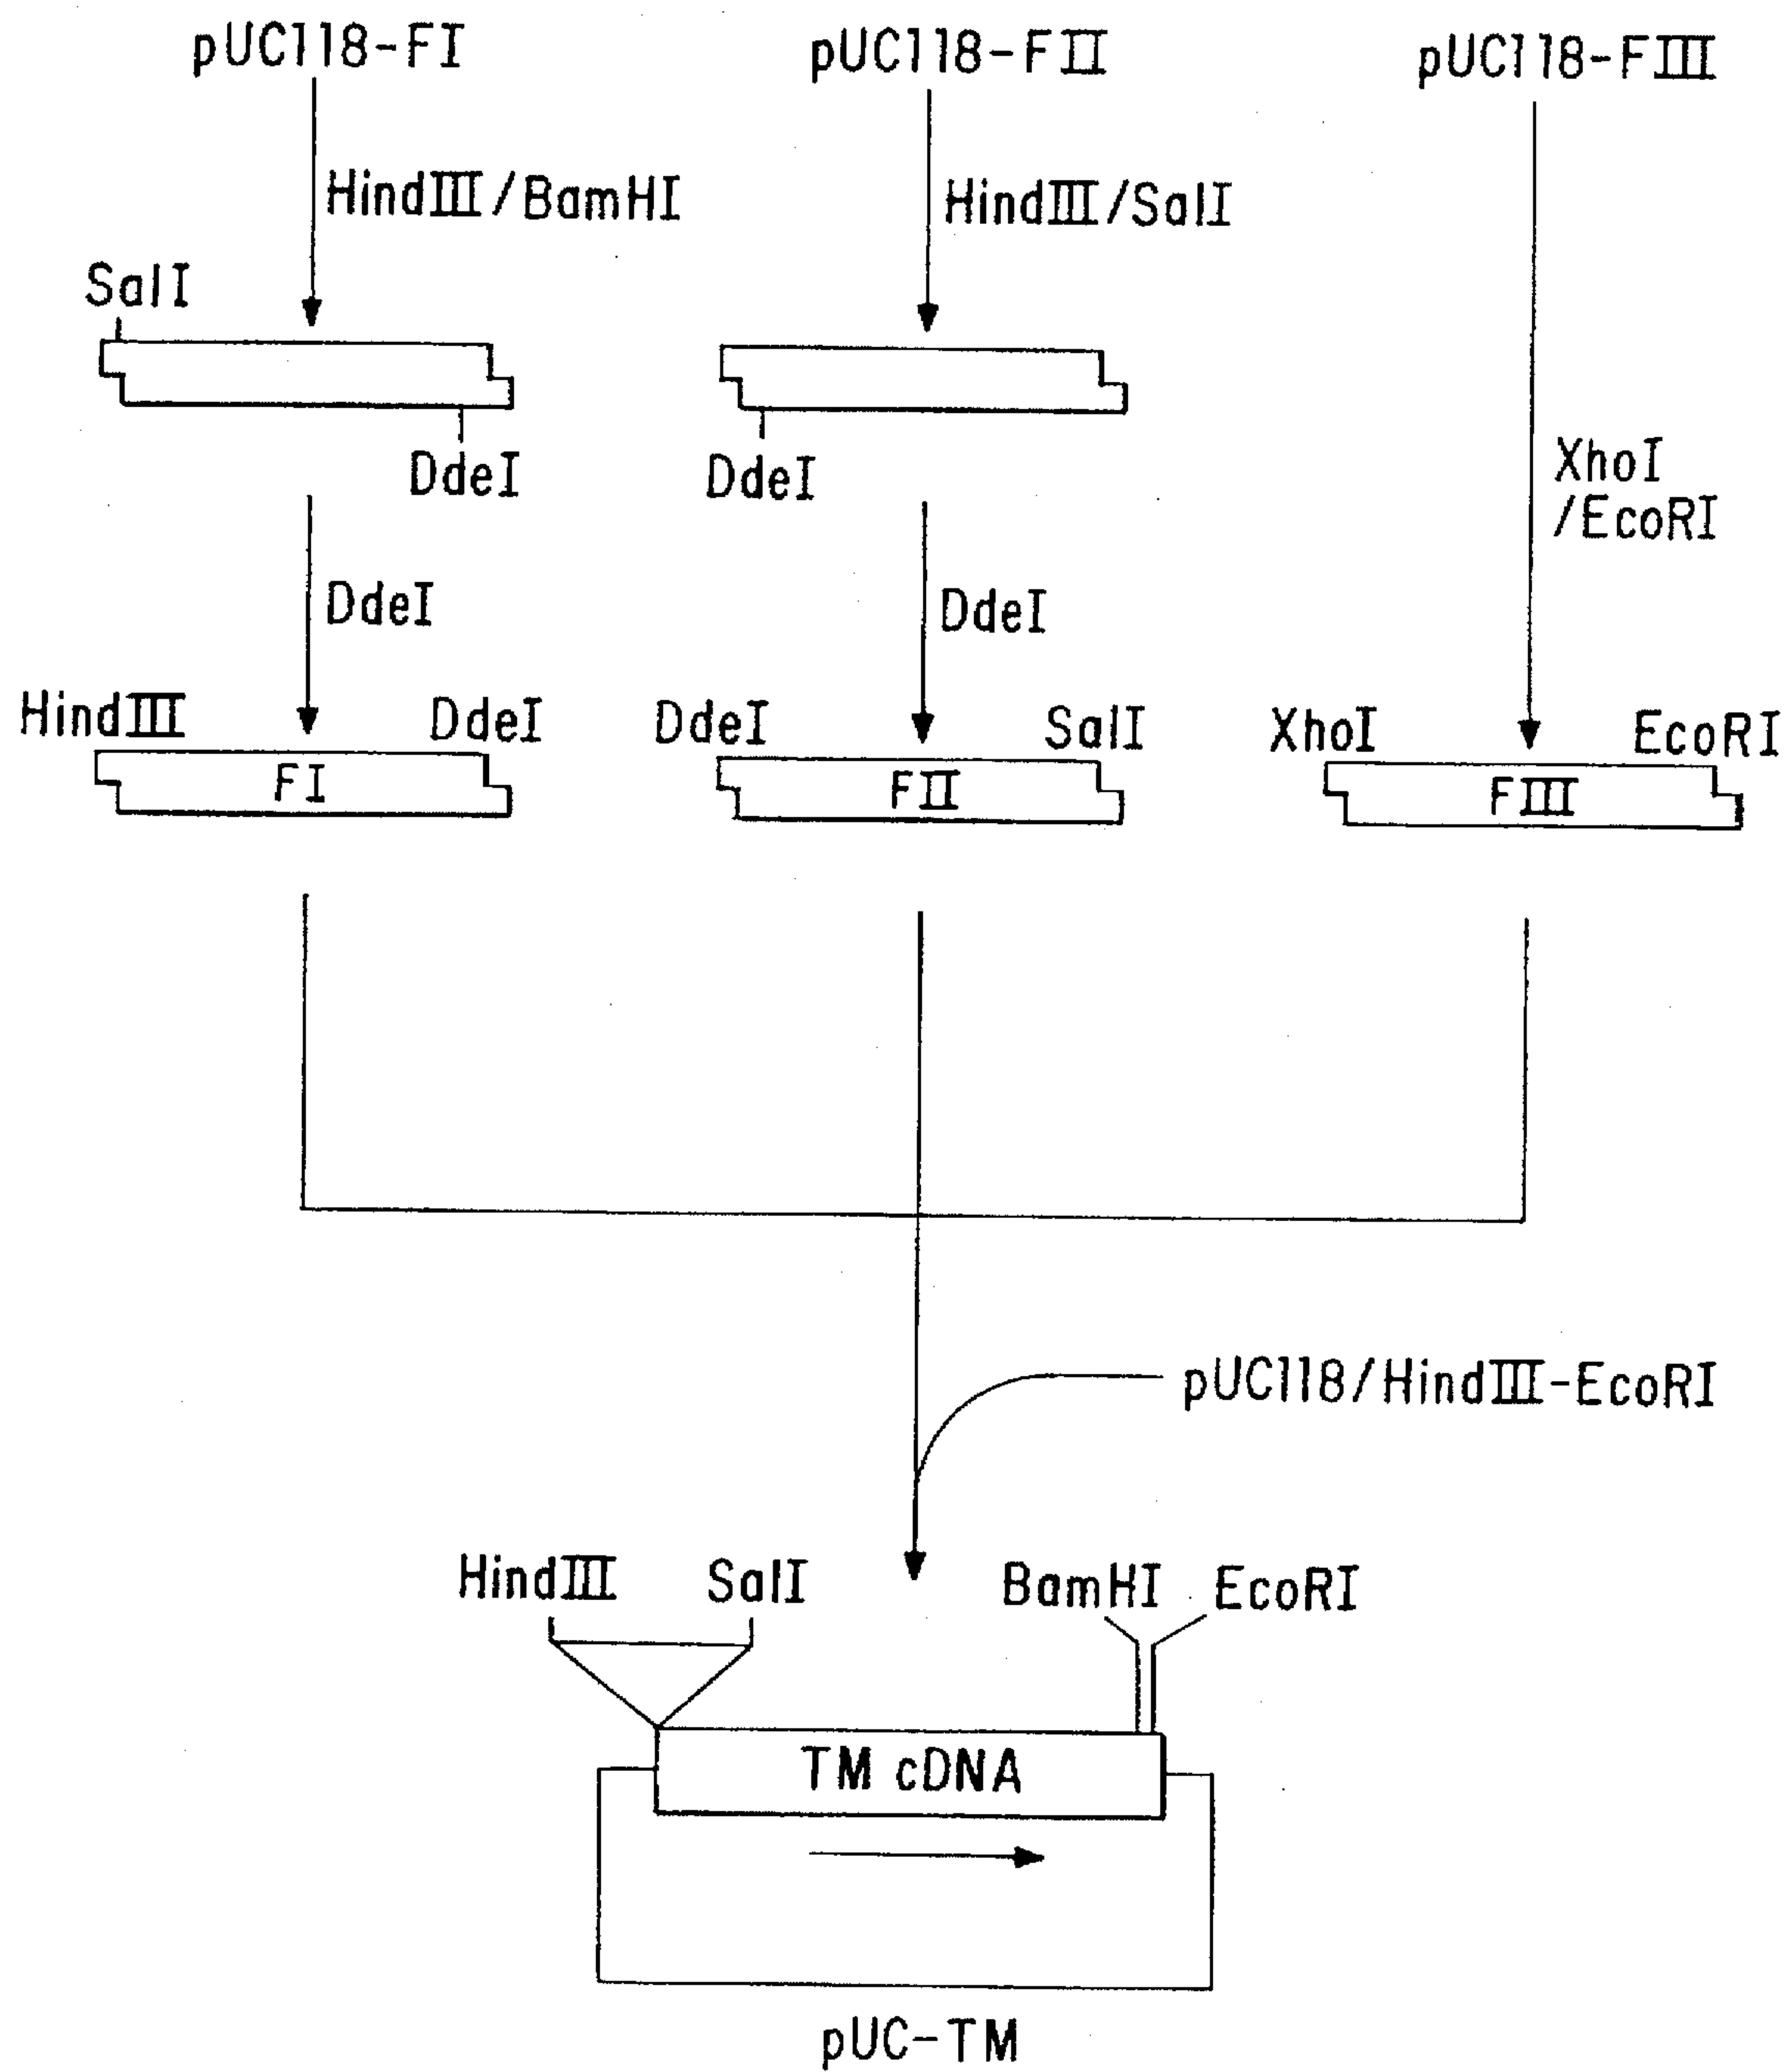 pUC118-FI
pUC118-FII
pUC118-FIII
HindIII/BamHI
HindIII/SalI
SalI
DdeI
DdeI
XhoI
/EcoRI
DdeI
DdeI
HindIII
DdeI
DdeI
SalI
XhoI
EcoRI
FI
FII
FIII
pUC118/HindIII-EcoRI
HindIII
SalI
BamHI
EcoRI
TM cDNA
pUC-TM